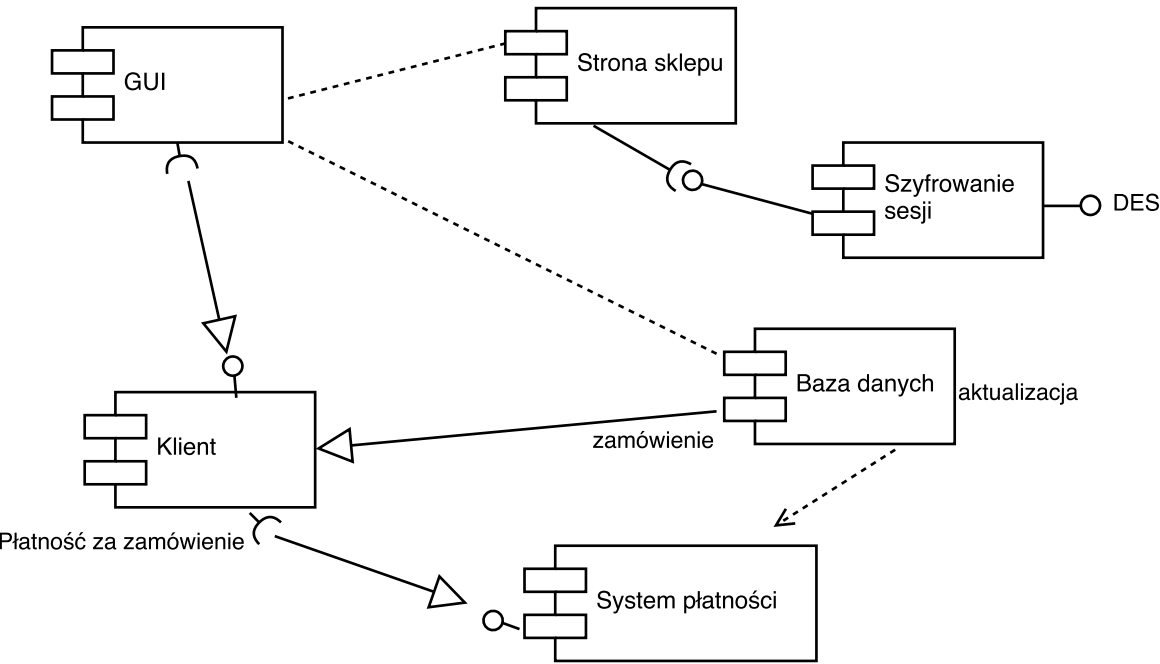 Strona sklepu
GUI
Szyfrowanie
sesji
DES
Baza danych
aktualizacja
zamówienie
Klient
Płatność za zamówienie
System płatności